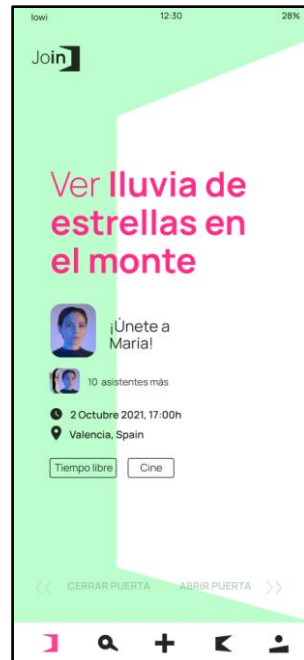 lowi 12:30 28%
Join
Ver lluvia de
estrellas en
el monte
¡Únete a
María!
10 asistentes más
2 Octubre 2021, 17:00h
Valencia, Spain
Tiempo libre Cine
<< CERRAR PUERTA ABRIR PUERTA >>